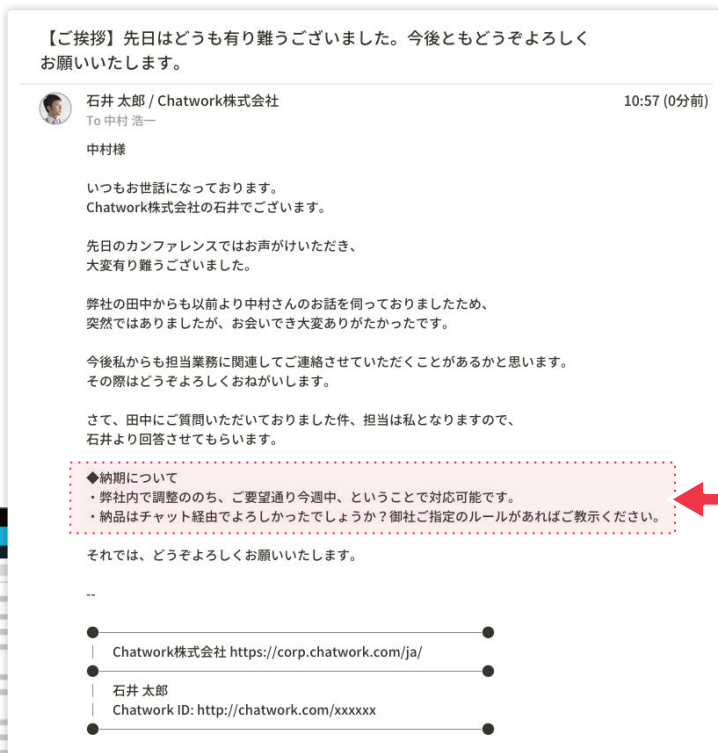 【ご挨拶】先日はどうも有り難うございました。今後ともどうぞよろしく
お願いいたします。
石井 太郎 / Chatwork株式会社
10:57 (0分前)
To 中村 浩一
中村様
いつもお世話になっております。
Chatwork株式会社の石井でございます。
先日のカンファレンスではお声がけいただき、
大変有り難うございました。
弊社の田中からも以前より中村さんのお話を伺っておりましたため、
突然ではありましたが、お会いでき大変ありがたかったです。
今後私からも担当業務に関連してご連絡させていただくことがあるかと思います。
その際はどうぞよろしくおねがいします。
さて、田中にご質問いただいておりました件、担当は私となりますので、
石井より回答させてもらいます。
◆納期について
・弊社内で調整ののち、ご要望通り今週中、ということで対応可能です。
・納品はチャット経由でよろしかったでしょうか？御社ご指定のルールがあればご教示ください。
それでは、どうぞよろしくお願いいたします。
--
Chatwork株式会社 https://corp.chatwork.com/ja/
石井 太郎
Chatwork ID: http://chatwork.com/xxxxxx